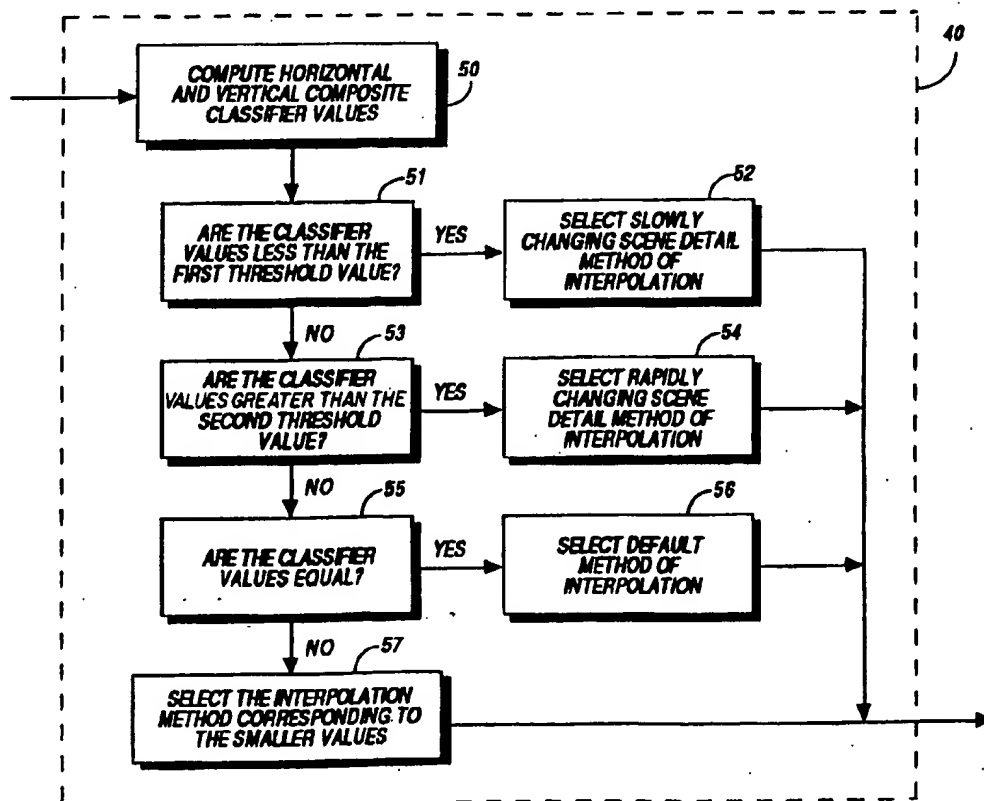 40
COMPUTE HORIZONTAL
AND VERTICAL COMPOSITE
CLASSIFIER VALUES
50
51
ARE THE CLASSIFIER
VALUES LESS THAN THE
FIRST THRESHOLD VALUE?
YES
52
SELECT SLOWLY
CHANGING SCENE DETAIL
METHOD OF
INTERPOLATION
NO
53
ARE THE CLASSIFIER
VALUES GREATER THAN THE
SECOND THRESHOLD
VALUE?
YES
54
SELECT RAPIDLY
CHANGING SCENE
DETAIL METHOD OF
INTERPOLATION
NO
55
ARE THE CLASSIFIER
VALUES EQUAL?
YES
56
SELECT DEFAULT
METHOD OF
INTERPOLATION
NO
57
SELECT THE INTERPOLATION
METHOD CORRESPONDING TO
THE SMALLER VALUES